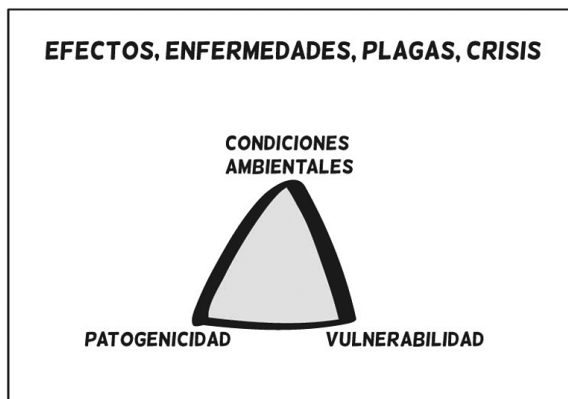 EFECTOS, ENFERMEDADES, PLAGAS, CRISIS
CONDICIONES
AMBIENTALES
PATOGENICIDAD
VULNERABILIDAD